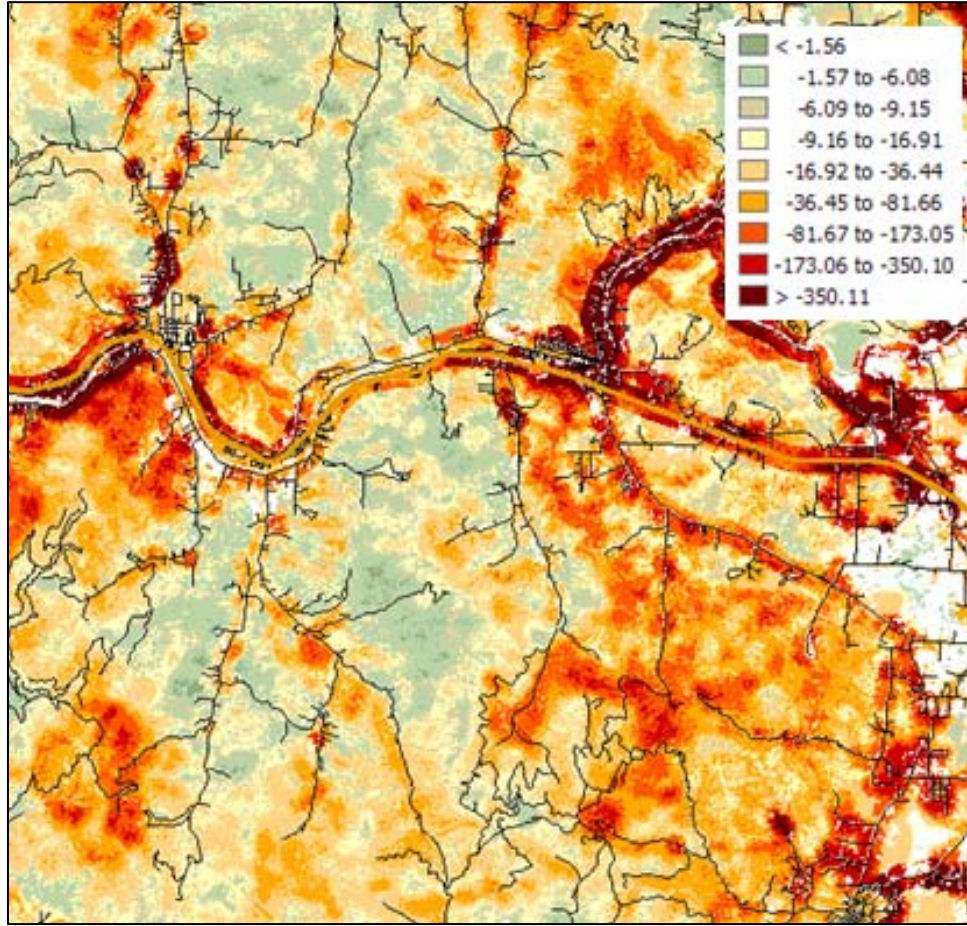 < -1.56
-1.57 to -6.08
-6.09 to -9.15
-9.16 to -16.91
-16.92 to -36.44
-36.45 to -81.66
-81.67 to -173.05
-173.06 to -350.10
> -350.11